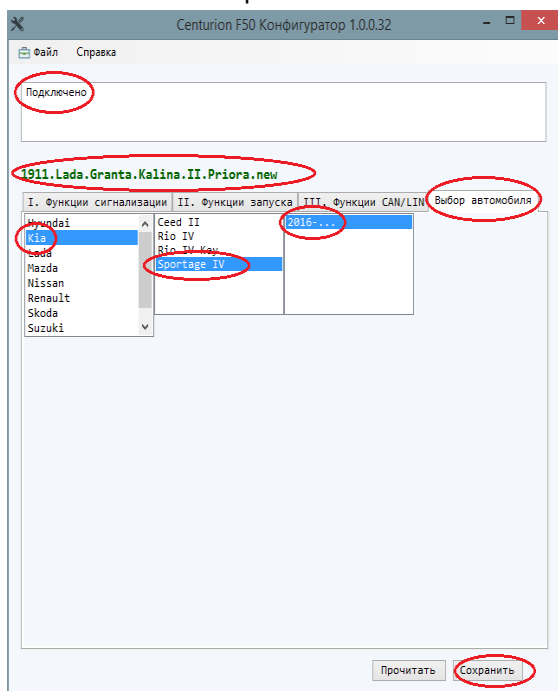 Centurion F50 Конфигуратор 1.0.0.32
Файл Справка
Подключено
1911.Lada.Granta.Kalina.II.Priora.new
I. Функции сигнализации II. Функции запуска III. Функции CAN/LIN Выбор автомобиля
Hyundai Ceed II 2016-...
Kia Rio IV
Lada Rio IV Kay
Mazda Sportage IV
Nissan
Renault
Skoda
Suzuki
Прочитать Сохранить